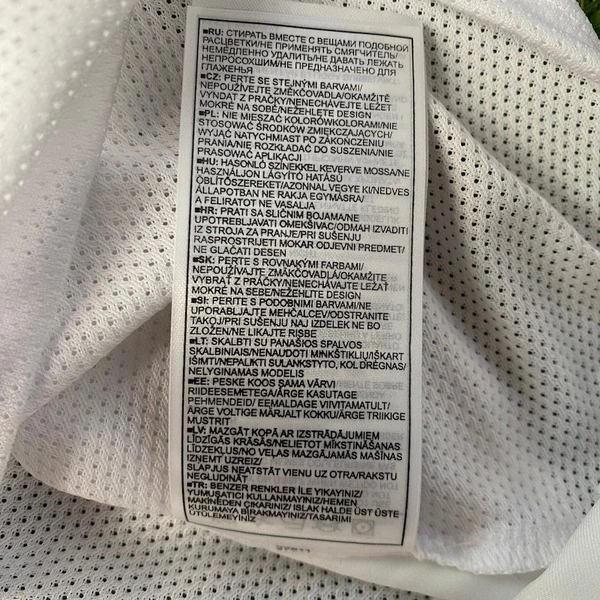 ■RU: СТИРАТЬ ВМЕСТЕ С ВЕЩАМИ ПОДОБНОЙ
РАСЦВЕТКИ/НЕ ПРИМЕНЯТЬ СМЯГЧИТЕЛЬ/
НЕМЕДЛЕННО УДАЛИТЬ/НЕ ДАВАТЬ ЛЕЖАТЬ
НЕПРОСОХШИМ/НЕ ПРЕДНАЗНАЧЕНО ДЛЯ
ГЛАЖЕНЬЯ
■CZ: PERTE SE STEJNÝMI BARVAMI/
NEPOUŽÍVEJTE ZMĚKČOVADLA/OKAMŽITĚ
VYNDAT Z PRÁČKY/NENECHÁVEJTE LEŽET
MOKRÉ NA SOBĚ/NEŽEHLETE DESIGN
■PL: NIE MIESZAĆ KOLORÓWKOLORAMI/NIE
STOSOWAĆ ŚRODKÓW ZMIĘKCZAJĄCYCH/
WYJĄĆ NATYCHMIAST PO ZAKOŃCZENIU
PRANIA/NIE ROZKŁADAĆ DO SUSZENIA/NIE
PRASOWAĆ APLIKACJI
■HU: HASONLÓ SZÍNEKKEL KEVERVE MOSSA/NE
HASZNÁLJON LÁGYÍTÓ HATÁSÚ
ÖBLÍTŐSZEREKET/AZONNAL VEGYE KI/NEDVES
ÁLLAPOTBAN NE RAKJA EGYMÁSRA/
A FELIRATOT NE VASALJA
■HR: PRATI SA SLIČNIM BOJAMA/NE
UPOTREBLJAVATI OMEKŠIVAC/ODMAH IZVADITI
IZ STROJA ZA PRANJE/PRI SUŠENJU
RASPROSTRIJETI MOKAR ODJEVNI PREDMET/
NE GLAČATI DESEN
■SK: PERTE S ROVNAKÝMI FARBAMI/
NEPOUŽÍVAJTE ZMÄKČOVADLÁ/OKAMŽITE
VYBRAŤ Z PRÁČKY/NENECHÁVAJTE LEŽAŤ
MOKRÉ NA SEBE/NEŽEHLITE DESIGN
■SI: PERITE S PODOBNIMI BARVAMI/NE
UPORABLJAJTE MEHČALCEV/ODSTRANITE
TAKOJ/PRI SUŠENJU NAJ IZDELEK NE BO
ZLOŽEN/NE LIKAJTE RISBE
■LT: SKALBTI SU PANAŠIOS SPALVOS
SKALBINIAIS/NENAUDOTI MINKŠTIKLIŲ/IŠKART
IŠIMTI/NEPALIKTI SULANKSTYTO, KOL DRĖGNAS/
NELYGINAMAS MODELIS
■EE: PESKE KOOS SAMA VÄRVI
RIIDEESEMETEGA/ÄRGE KASUTAGE
PEHMENDEID/ EEMALDAGE VIIVITAMATULT/
ÄRGE VOLTIGE MÄRJALT KOKKU/ÄRGE TRIIKIGE
MUSTRIT
■LV: MAZGĀT KOPĀ AR IZSTRĀDĀJUMIEM
LĪDZĪGĀS KRĀSĀS/NELIETOT MĪKSTINĀŠANAS
LĪDZEKĻUS/NO VEĻAS MAZGĀJAMĀS MAŠĪNAS
IZŅEMT UZREIZ/
SLAPJUS NEATSTĀT VIENU UZ OTRA/RAKSTU
NEGLUDINĀT
■TR: BENZER RENKLER İLE YIKAYINIZ/
YUMUŞATICI KULLANMAYINIZ/HEMEN
MAKİNEDEN ÇIKARINIZ/ ISLAK HALDE ÜST ÜSTE
KURUMAYA BIRAKMAYINIZ/TASARIMI
ÜTÜLEMEYİNİZ